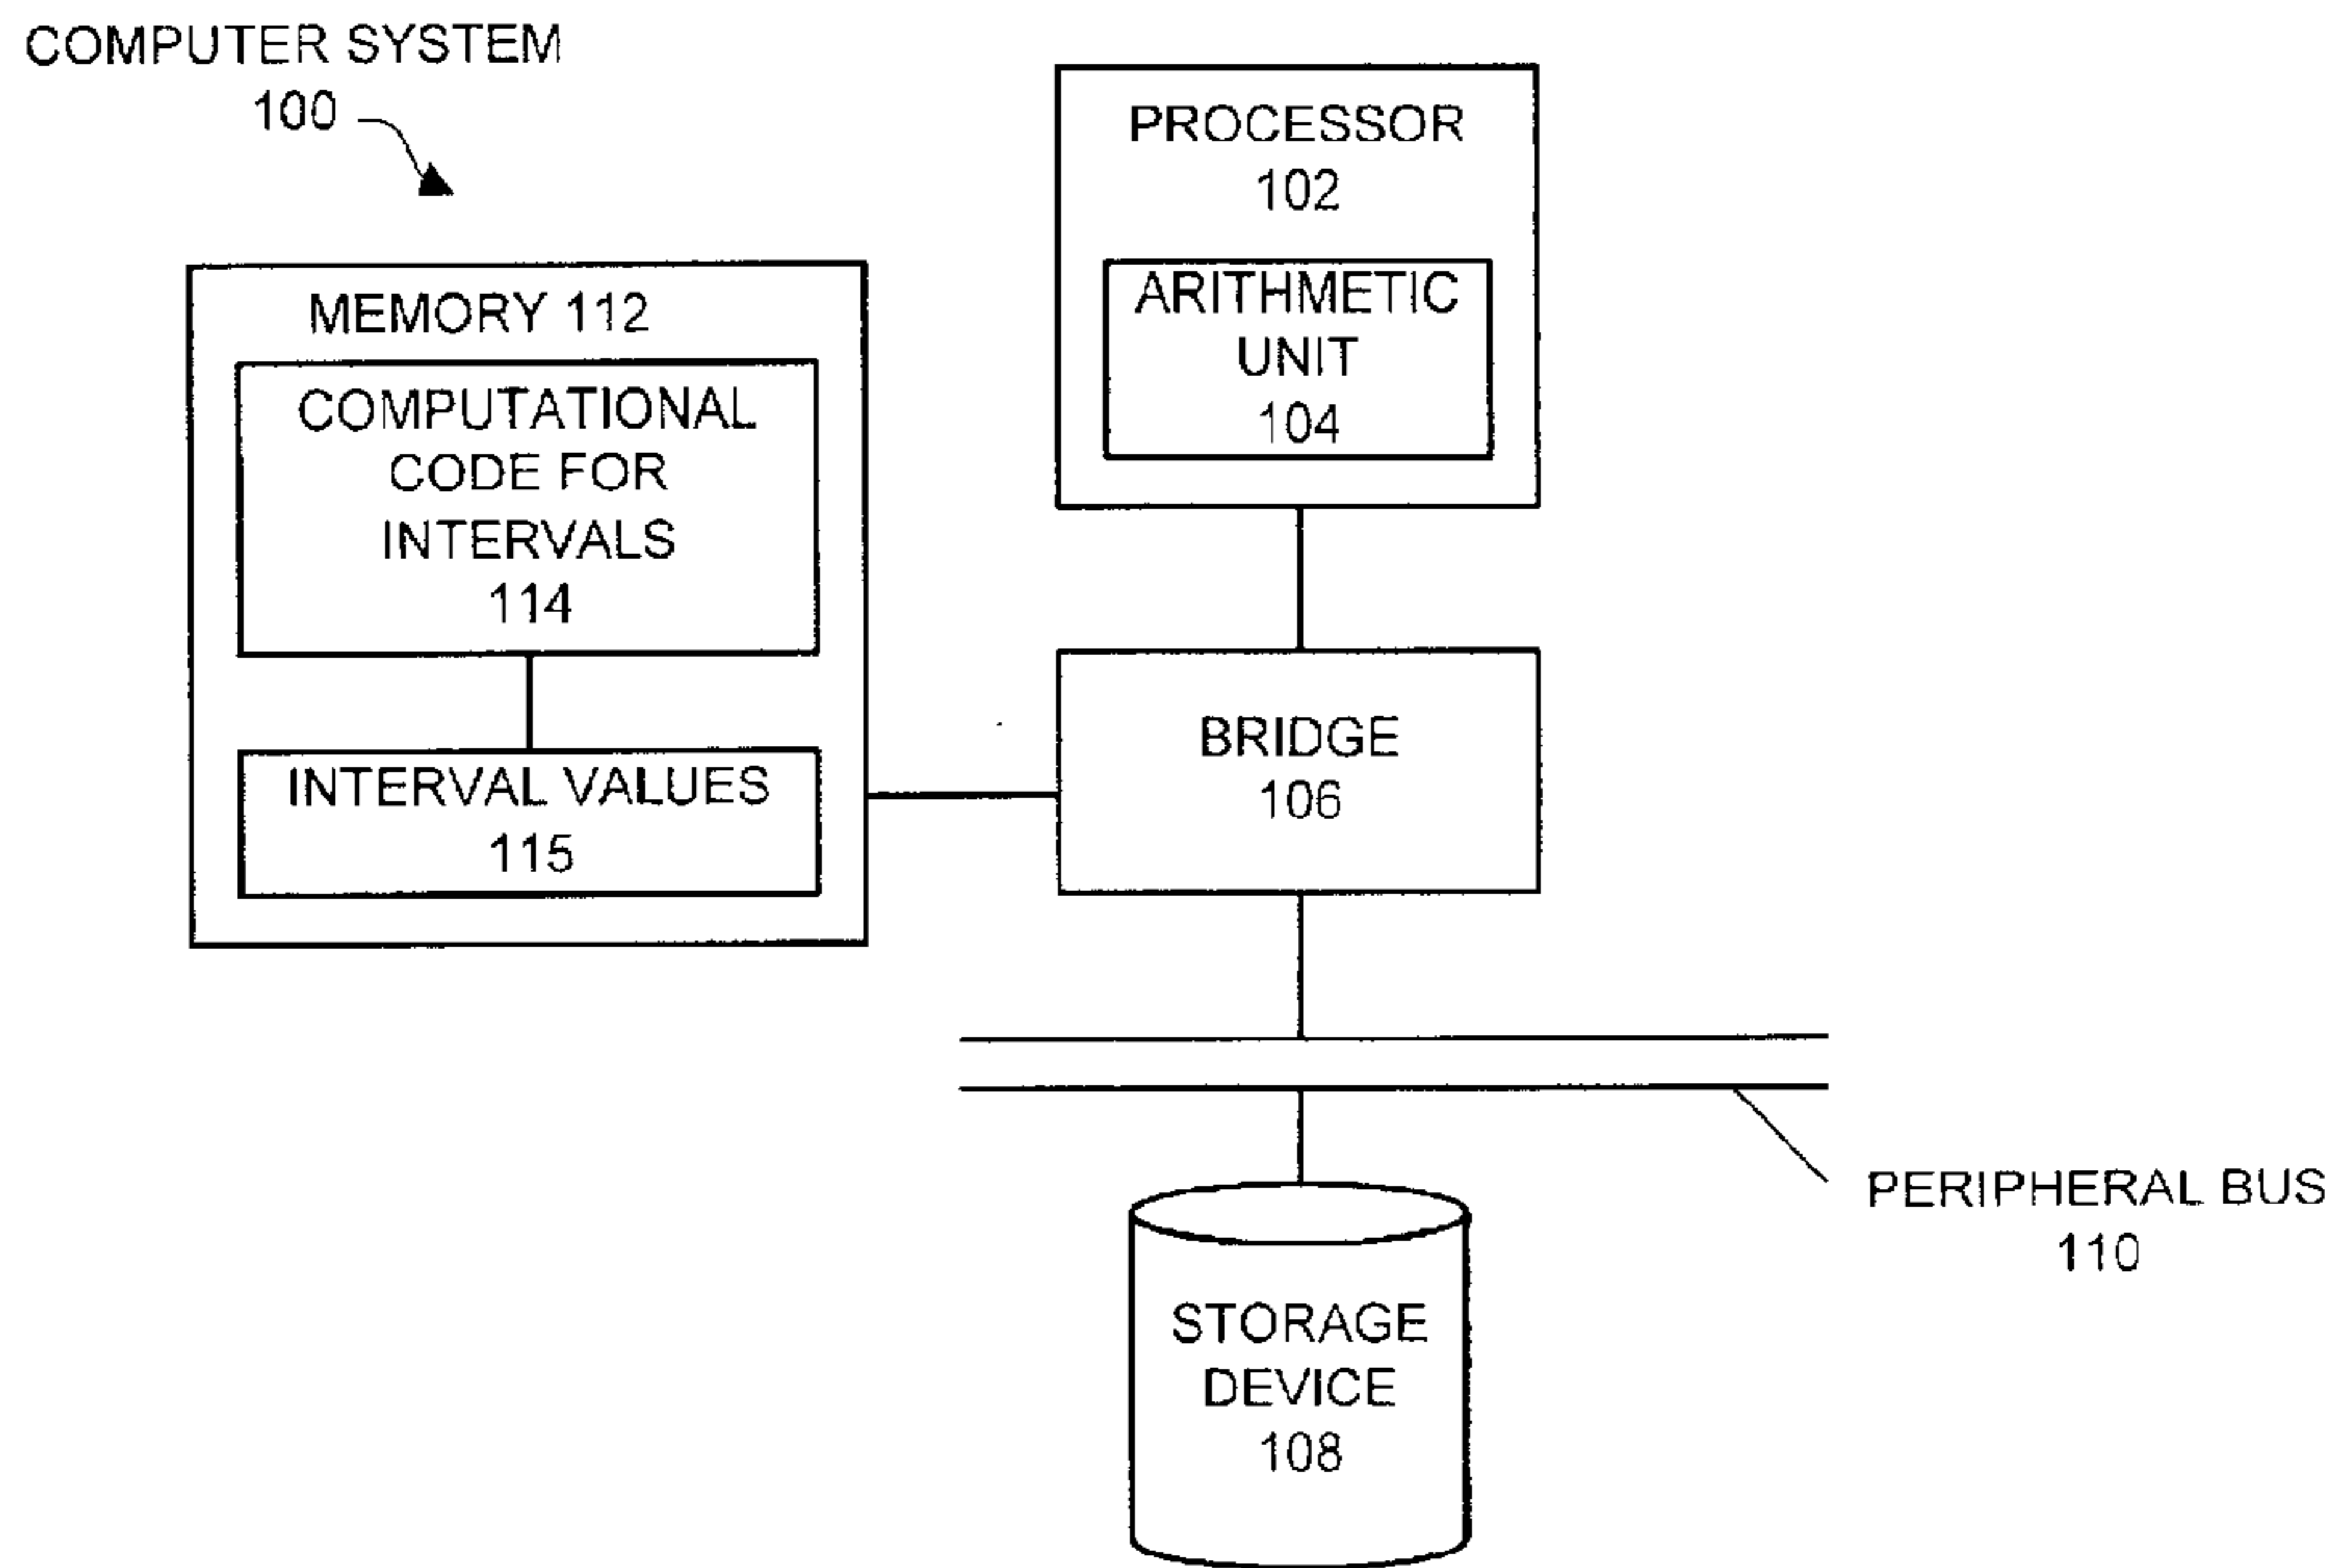 COMPUTER SYSTEM
100
PROCESSOR
102
ARITHMETIC
UNIT
104
MEMORY 112
COMPUTATIONAL
CODE FOR
INTERVALS
114
INTERVAL VALUES
115
BRIDGE
106
PERIPHERAL BUS
110
STORAGE
DEVICE
108